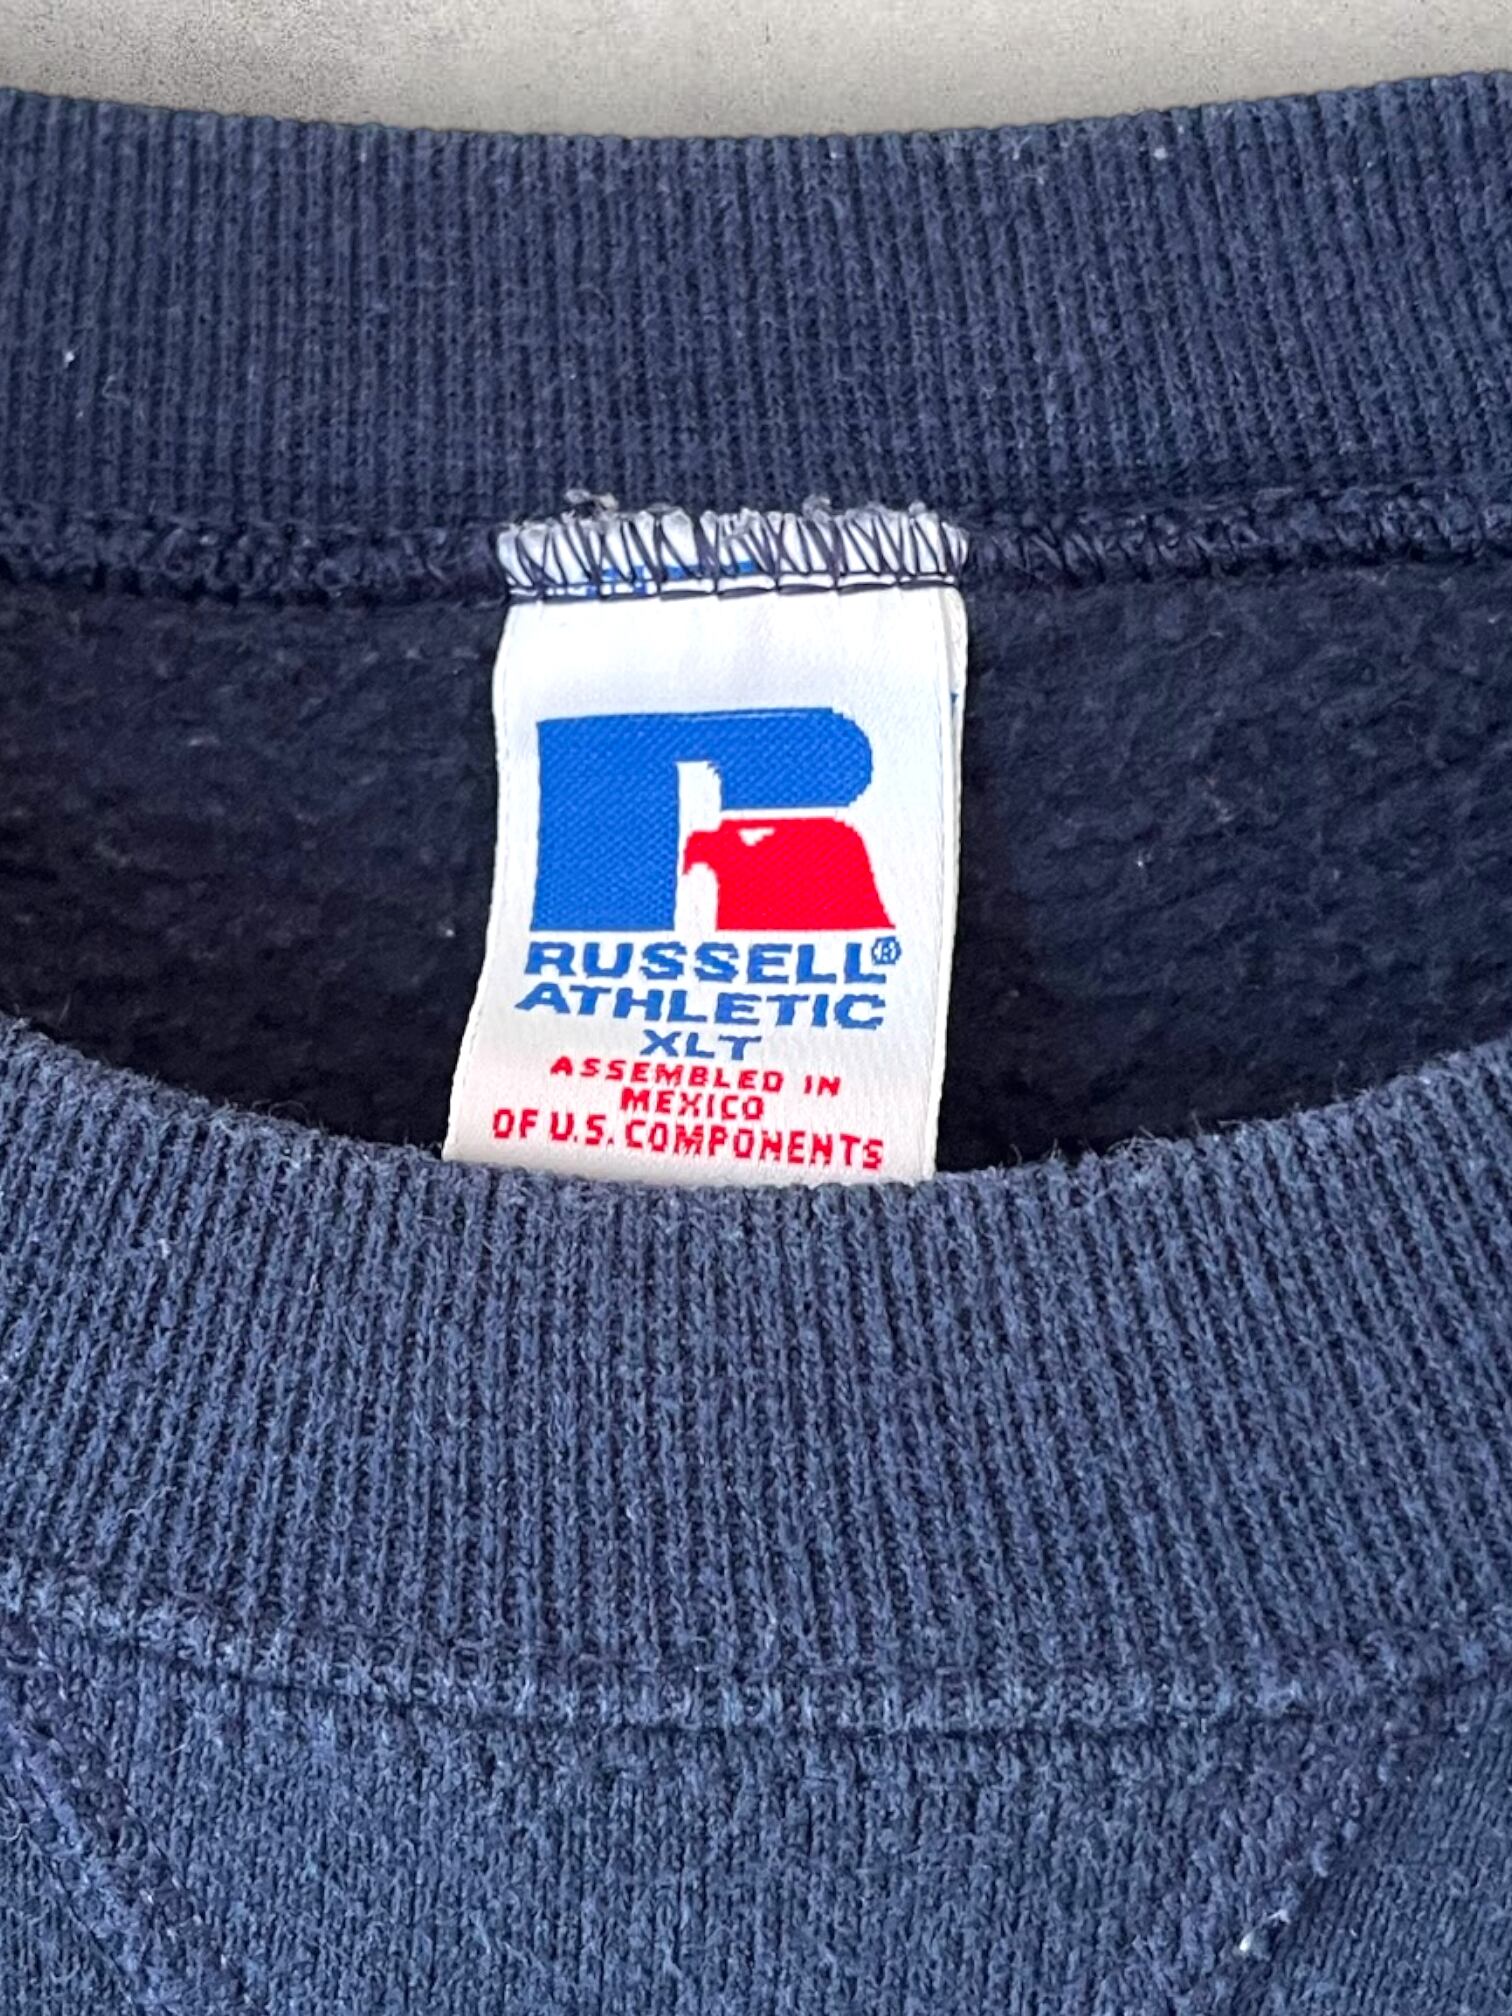 R
RUSSELL®
ATHLETIC
XLT
ASSEMBLED IN
MEXICO
OF U.S. COMPONENTS